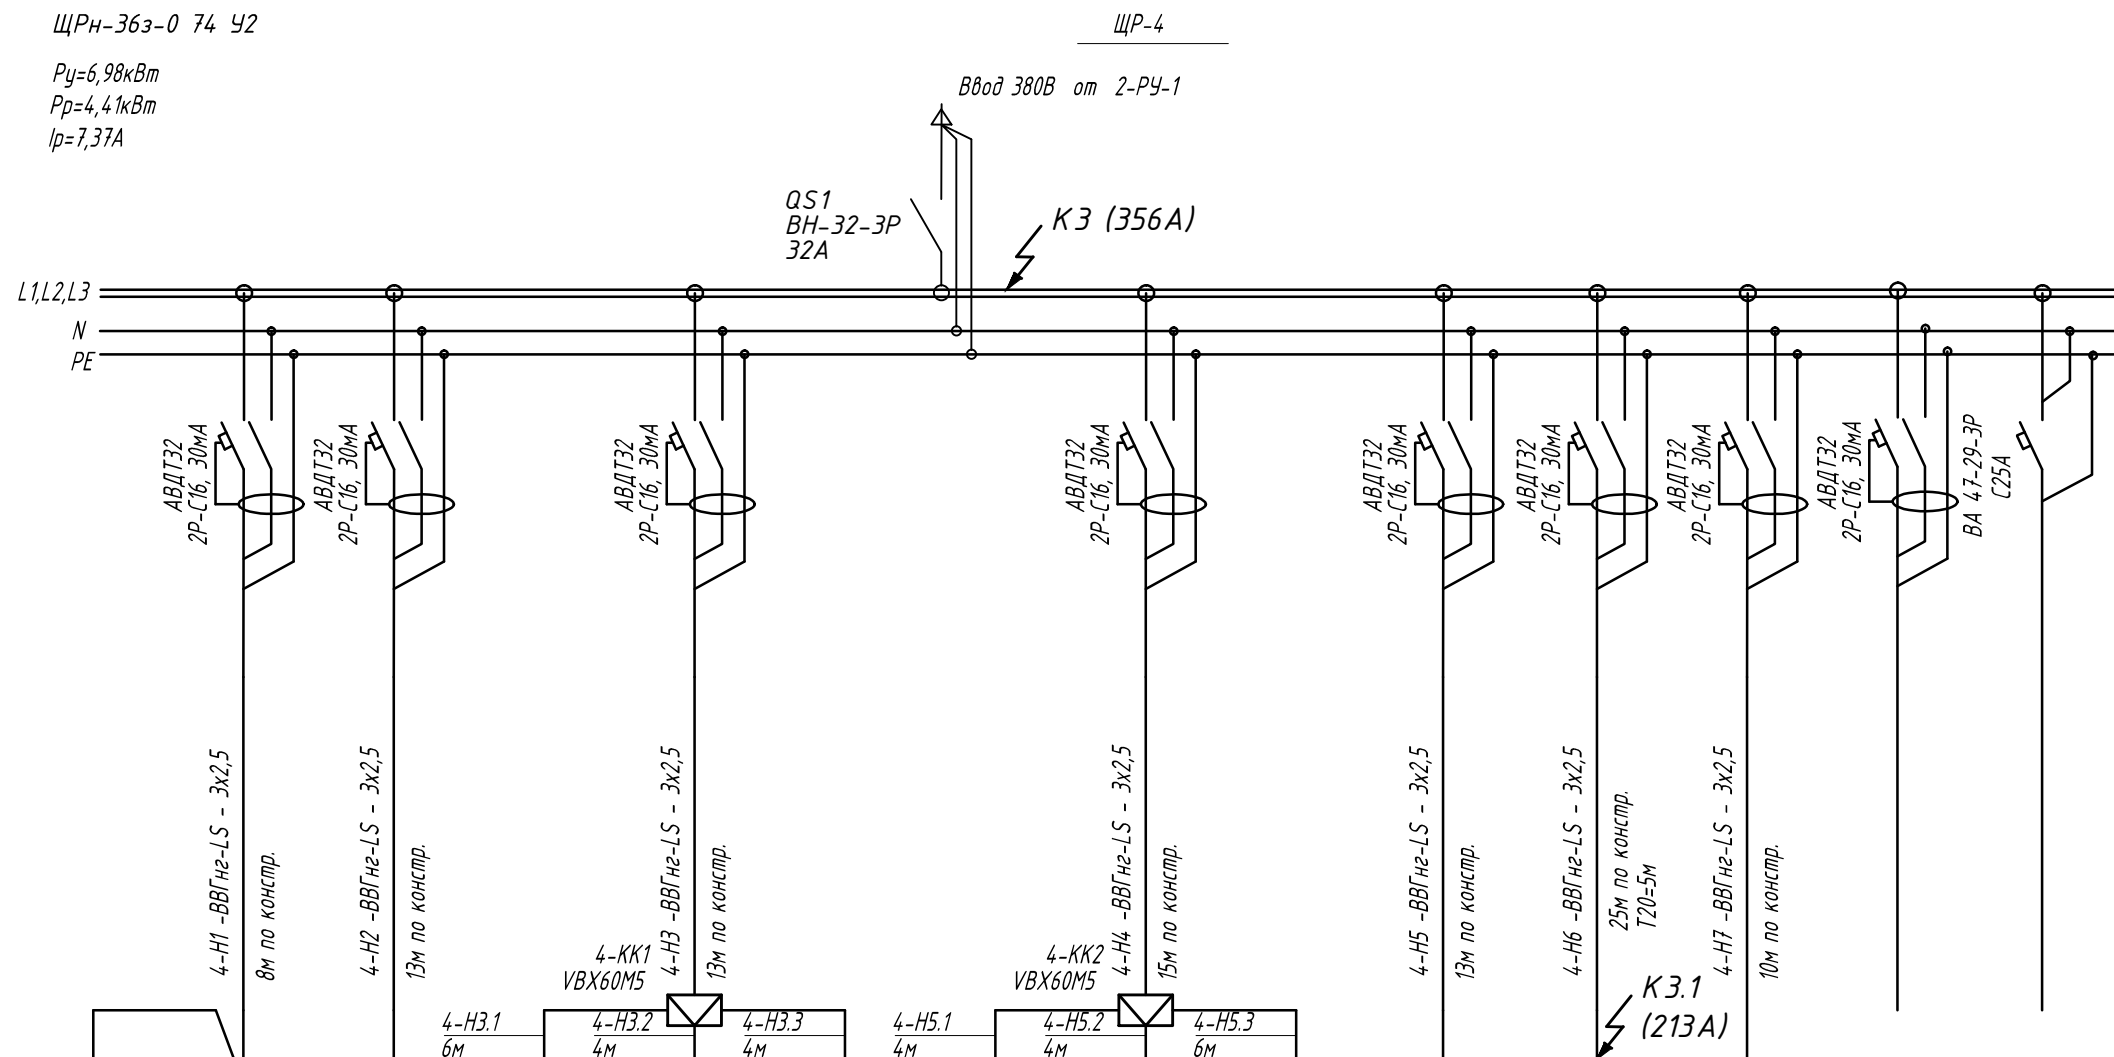 ЩРн-36з-0 74 У2
ЩР-4
Ру=6,98кВт
Рр=4,41кВт
Iр=7,37А
Ввод 380В от 2-РУ-1
QS1
ВН-32-3Р
32А
К3 (356А)
L1,L2,L3
N
PE
АВДТ32
2Р-С16, 30мА
АВДТ32
2Р-С16, 30мА
АВДТ32
2Р-С16, 30мА
АВДТ32
2Р-С16, 30мА
АВДТ32
2Р-С16, 30мА
АВДТ32
2Р-С16, 30мА
АВДТ32
2Р-С16, 30мА
АВДТ32
2Р-С16, 30мА
ВА 47-29-3Р
С25А
4-Н1 -ВВГнг-LS - 3х2,5
8м по констр.
4-Н2 -ВВГнг-LS - 3х2,5
13м по констр.
4-Н3 -ВВГнг-LS - 3х2,5
13м по констр.
4-Н4 -ВВГнг-LS - 3х2,5
15м по констр.
4-Н5 -ВВГнг-LS - 3х2,5
13м по констр.
4-Н6 -ВВГнг-LS - 3х2,5
25м по констр.
Т20=5м
4-Н7 -ВВГнг-LS - 3х2,5
10м по констр.
4-КК1
VBX60M5
4-КК2
VBX60M5
К3.1
(213А)
4-Н3.1
6м
4-Н3.2
4м
4-Н3.3
4м
4-Н5.1
4м
4-Н5.2
4м
4-Н5.3
6м